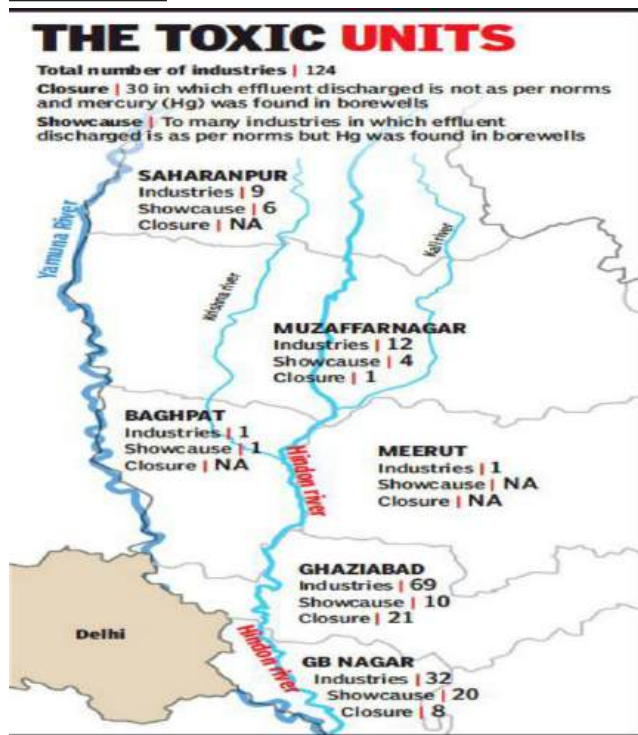 THE TOXIC UNITS
Total number of industries | 124
Closure | 30 in which effluent discharged is not as per norms
and mercury (Hg) was found in borewells
Showcause | To many industries in which effluent
discharged is as per norms but Hg was found in borewells
SAHARANPUR
Industries | 9
Showcause | 6
Closure | NA
Yamuna River
Krishna river
Kali river
MUZAFFARNAGAR
Industries | 12
Showcause | 4
Closure | 1
BAGHPAT
Industries | 1
Showcause | 1
Closure | NA
Hindon river
MEERUT
Industries | 1
Showcause | NA
Closure | NA
GHAZIABAD
Industries | 69
Showcause | 10
Closure | 21
Delhi
Hindon river
GB NAGAR
Industries | 32
Showcause | 20
Closure | 8